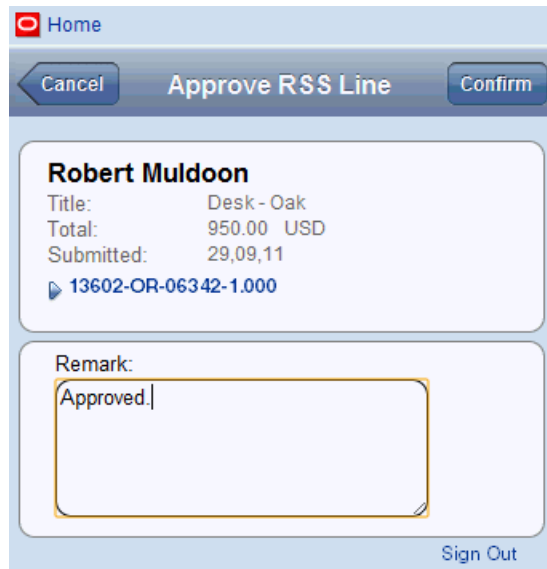 Home
Cancel Approve RSS Line Confirm
Robert Muldoon
Title: Desk - Oak
Total: 950.00 USD
Submitted: 29,09,11
13602-OR-06342-1.000
Remark:
Approved.
Sign Out